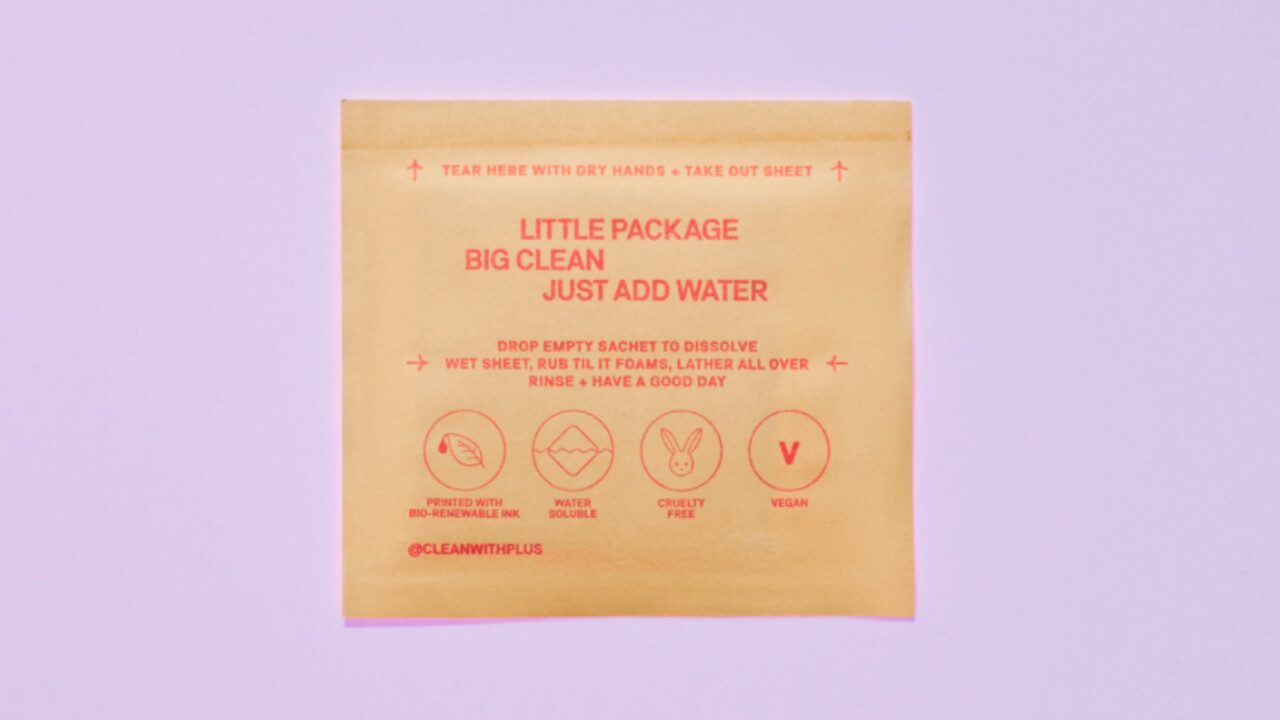 TEAR HERE WITH DRY HANDS + TAKE OUT SHEET
LITTLE PACKAGE
BIG CLEAN
JUST ADD WATER
DROP EMPTY SACHET TO DISSOLVE
WET SHEET, RUB TIL IT FOAMS, LATHER ALL OVER
RINSE + HAVE A GOOD DAY
PRINTED WITH
BIO-RENEWABLE INK
WATER
SOLUBLE
CRUELTY
FREE
V
VEGAN
@CLEANWITHPLUS